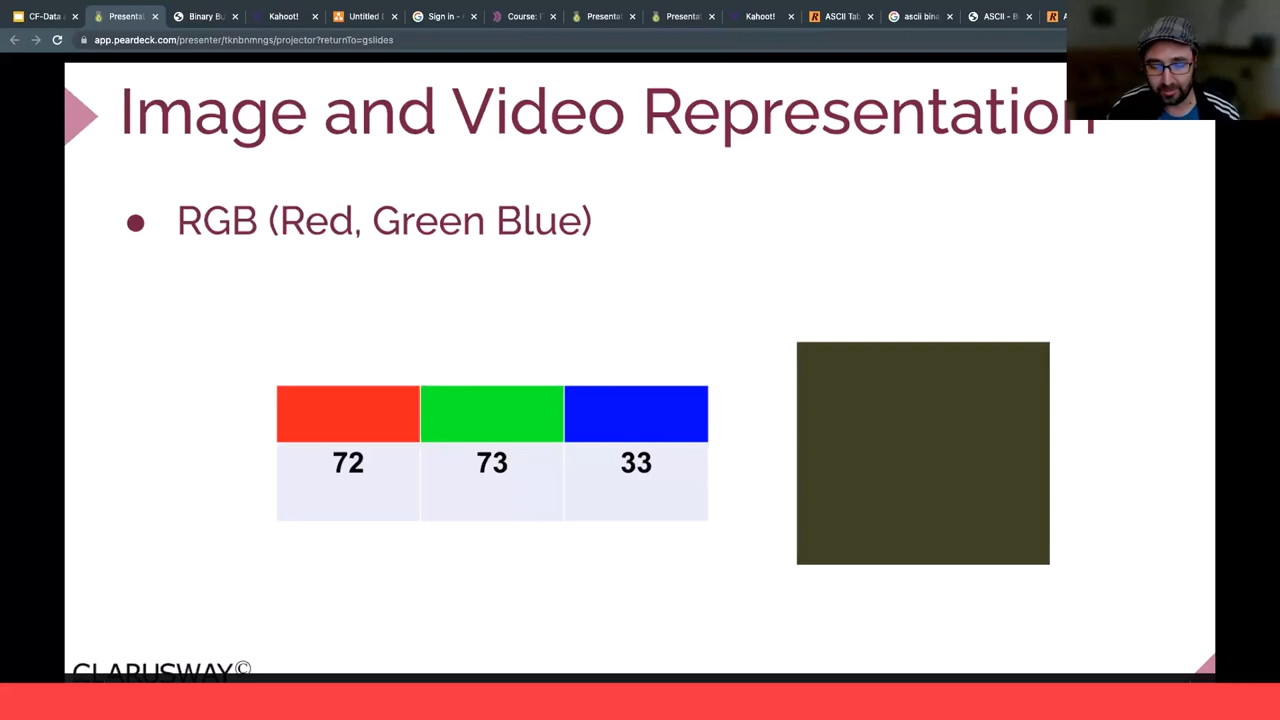 CF-Data a
Presentat
Binary Bu
Kahoot!
Untitled D
Sign in -
Course: I
Presentat
Presentat
Kahoot!
ASCII Tab
ascii bina
ASCII - B
app.peardeck.com/presenter/tknbnmngs/projector?returnTo=gslides
Image and Video Representation
● RGB (Red, Green Blue)
72 73 33
CLARUSWAY©